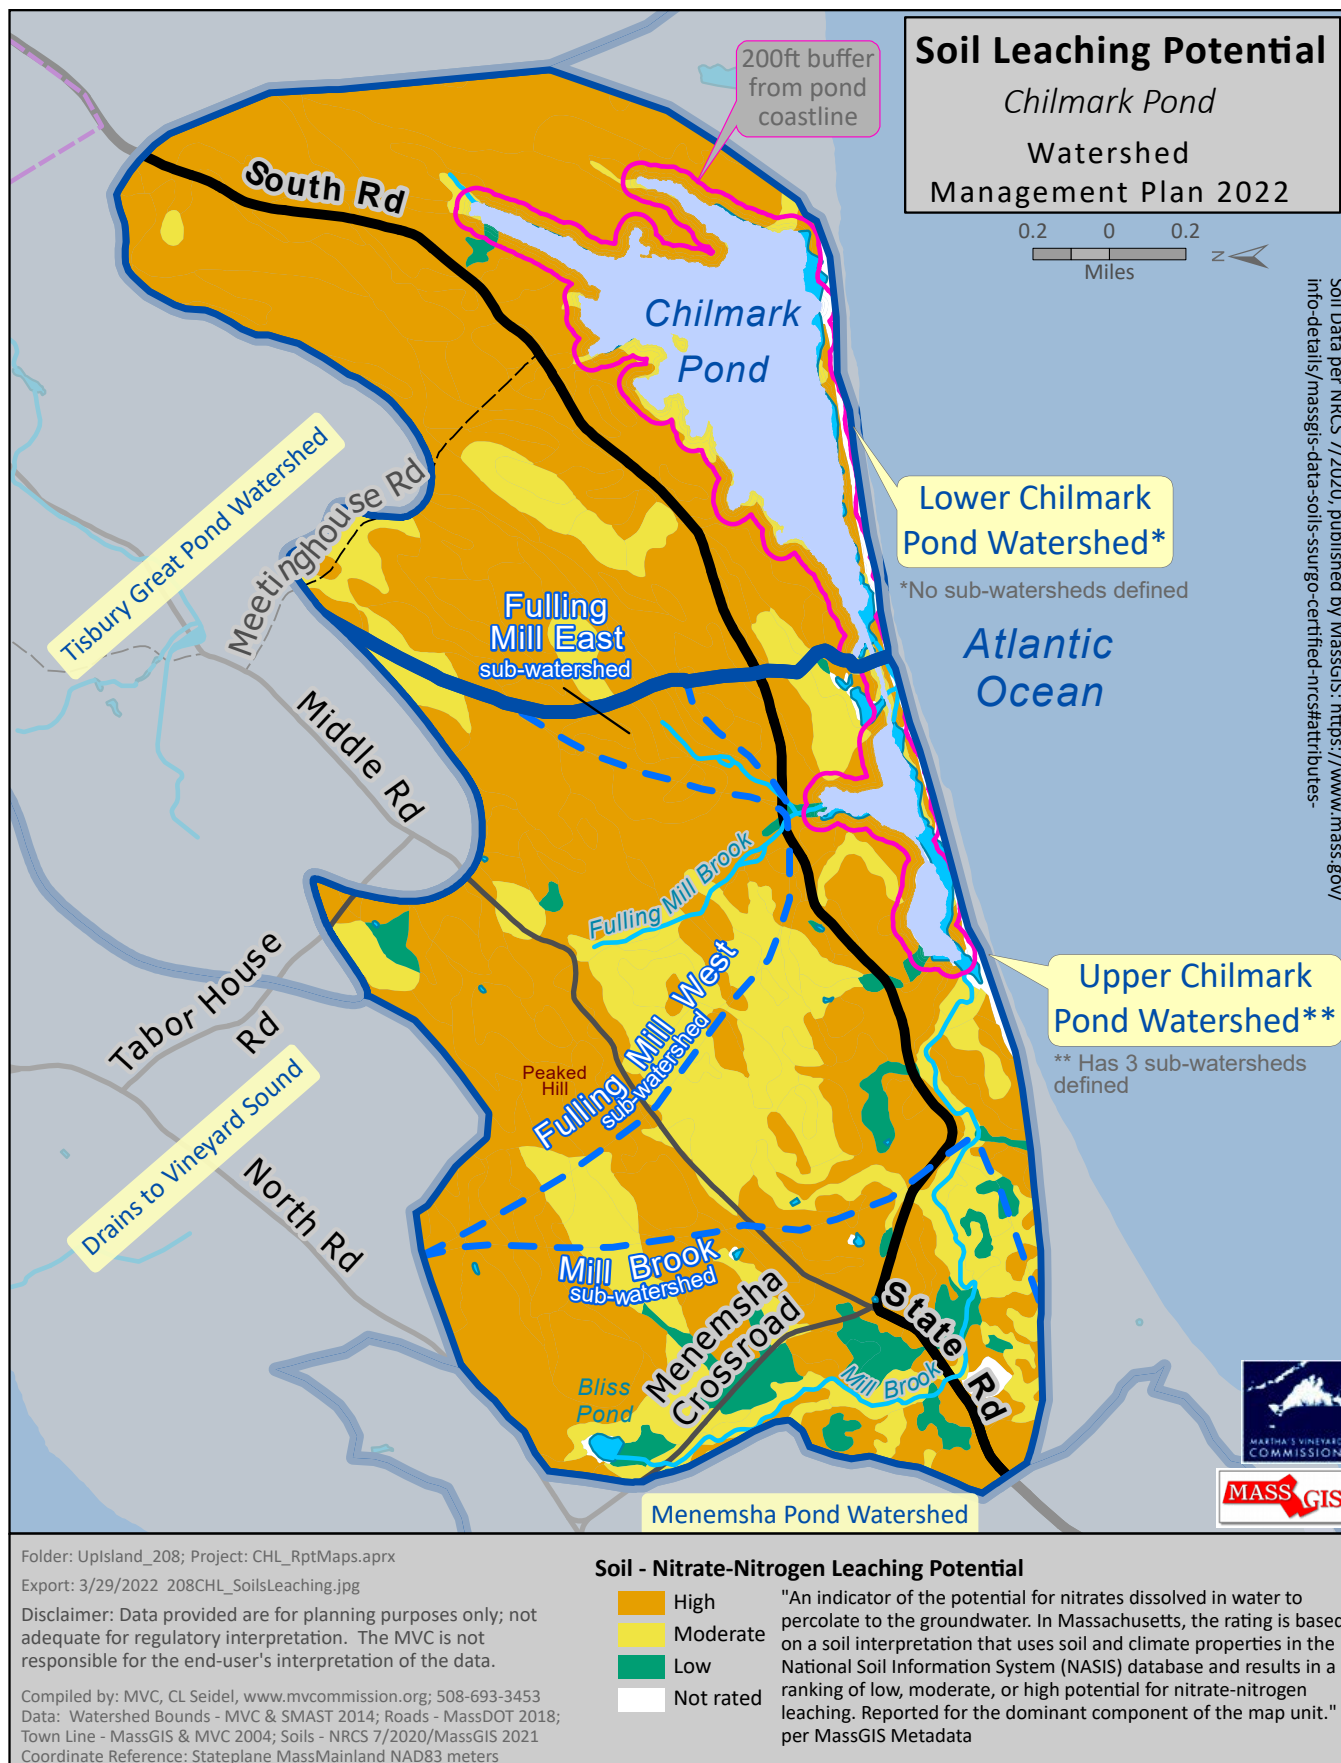 Soil Leaching Potential
Chilmark Pond
Watershed
Management Plan 2022
200ft buffer
from pond
coastline
0.2 0 0.2
Miles
N
South Rd
Chilmark
Pond
Soil Data per NRCS 7/2020, published by MassGIS: https://www.mass.gov/
info-details/massgis-data-soils-ssurgo-certified-nrcs#attributes-
Tisbury Great Pond Watershed
Meetinghouse Rd
Lower Chilmark
Pond Watershed*
*No sub-watersheds defined
Fulling
Mill East
sub-watershed
Atlantic
Ocean
Middle Rd
Fulling Mill Brook
Tabor House
Rd
Fulling Mill West
sub-watershed
Upper Chilmark
Pond Watershed**
** Has 3 sub-watersheds
defined
Peaked
Hill
Drains to Vineyard Sound
North Rd
Mill Brook
sub-watershed
Menemsha
Crossroad
State Rd
Mill Brook
Bliss
Pond
MARTHA'S VINEYARD
COMMISSION
MASS GIS
Menemsha Pond Watershed
Folder: UpIsland_208; Project: CHL_RptMaps.aprx
Export: 3/29/2022 208CHL_SoilsLeaching.jpg
Disclaimer: Data provided are for planning purposes only; not
adequate for regulatory interpretation. The MVC is not
responsible for the end-user's interpretation of the data.
Compiled by: MVC, CL Seidel, www.mvcommission.org; 508-693-3453
Data: Watershed Bounds - MVC & SMAST 2014; Roads - MassDOT 2018;
Town Line - MassGIS & MVC 2004; Soils - NRCS 7/2020/MassGIS 2021
Coordinate Reference: Stateplane MassMainland NAD83 meters
Soil - Nitrate-Nitrogen Leaching Potential
High
Moderate
Low
Not rated
"An indicator of the potential for nitrates dissolved in water to
percolate to the groundwater. In Massachusetts, the rating is based
on a soil interpretation that uses soil and climate properties in the
National Soil Information System (NASIS) database and results in a
ranking of low, moderate, or high potential for nitrate-nitrogen
leaching. Reported for the dominant component of the map unit."
per MassGIS Metadata